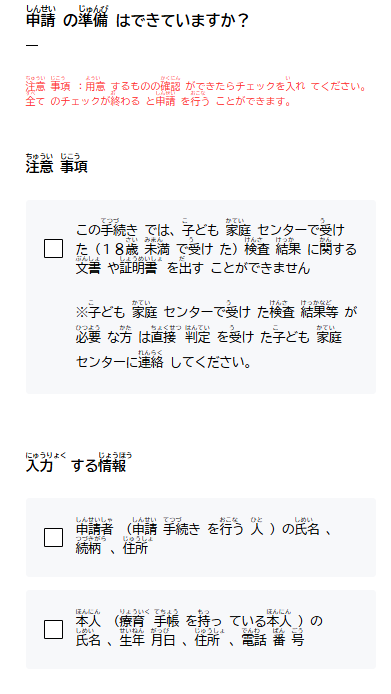 申請の準備はできていますか？
注意事項：用意するものの確認ができたらチェックを入れてください。
全てのチェックが終わると申請を行うことができます。
注意事項
この手続きでは、子ども家庭センターで受け
た（１８歳未満で受けた）検査結果に関する
文書や証明書を出すことができません
※子ども家庭センターで受けた検査結果等が
必要な方は直接判定を受けた子ども家庭
センターに連絡してください。
入力する情報
申請者（申請手続きを行う人）の氏名、
続柄、住所
本人（療育手帳を持っている本人）の
氏名、生年月日、住所、電話番号